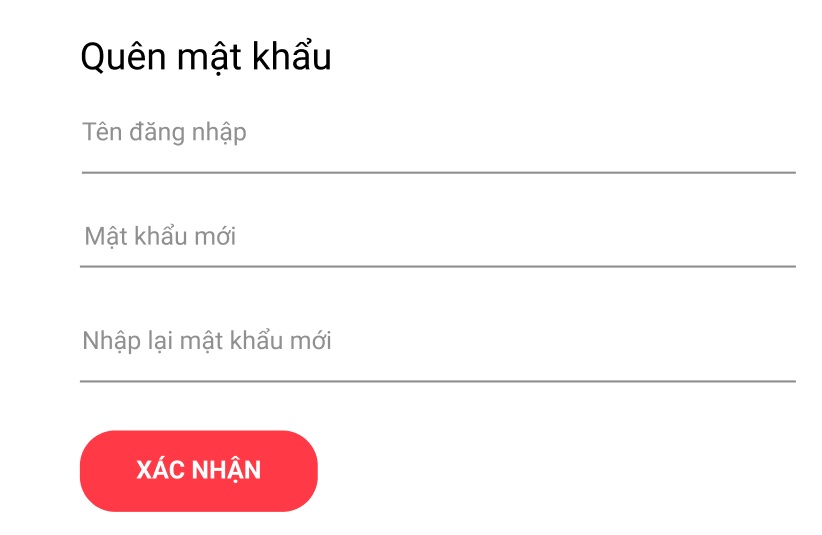 Quên mật khẩu
Tên đăng nhập
Mật khẩu mới
Nhập lại mật khẩu mới
XÁC NHẬN